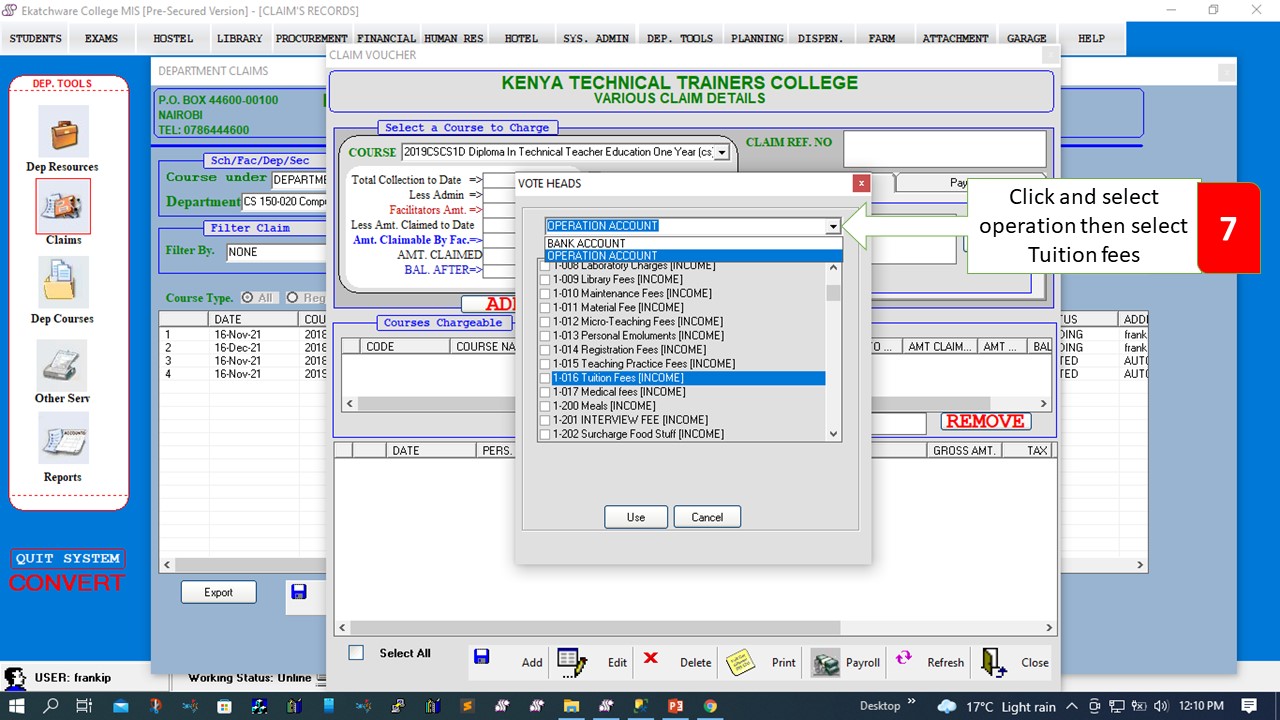 Ekatchware College MIS [Pre-Secured Version] - [CLAIM'S RECORDS]
STUDENTS EXAMS HOSTEL LIBRARY PROCUREMENT FINANCIAL HUMAN RES HOTEL SYS. ADMIN DEP. TOOLS PLANNING DISPEN. FARM ATTACHMENT GARAGE HELP
DEP. TOOLS
Dep Resources
Claims
Dep Courses
Other Serv
Reports
QUIT SYSTEM
CONVERT
DEPARTMENT CLAIMS
P.O. BOX 44600-00100
NAIROBI
TEL: 0786444600
Sch/Fac/Dep/Sec
Course under DEPARTME
Department CS 150-020 Compu
Filter Claim
Filter By. NONE
Course Type. All Reg
DATE COU
1 16-Nov-21 2018
2 16-Dec-21 2018
3 16-Nov-21 2019
4 16-Nov-21 2019
Export
CLAIM VOUCHER
KENYA TECHNICAL TRAINERS COLLEGE
VARIOUS CLAIM DETAILS
Select a Course to Charge
COURSE 2019CSCS1D Diploma In Technical Teacher Education One Year (cs
CLAIM REF. NO
Total Collection to Date =>
Less Admin =>
Facilitators Amt. =>
Less Amt. Claimed to Date
Amt. Claimable By Fac.=>
AMT. CLAIMED
BAL. AFTER=>
Pay
ADD
Courses Chargeable
CODE COURSE NA
TO ... AMT CLAIM... AMT ... BAL
REMOVE
DATE PERS.
GROSS AMT. TAX
VOTE HEADS
x
OPERATION ACCOUNT
BANK ACCOUNT
OPERATION ACCOUNT
1-008 Laboratory Charges [INCOME]
1-009 Library Fees [INCOME]
1-010 Maintenance Fees [INCOME]
1-011 Material Fee [INCOME]
1-012 Micro-Teaching Fees [INCOME]
1-013 Personal Emoluments [INCOME]
1-014 Registration Fees [INCOME]
1-015 Teaching Practice Fees [INCOME]
1-016 Tuition Fees [INCOME]
1-017 Medical fees [INCOME]
1-200 Meals [INCOME]
1-201 INTERVIEW FEE [INCOME]
1-202 Surcharge Food Stuff [INCOME]
Use Cancel
Click and select
operation then select
Tuition fees
7
TUS ADDI
DING frank
DING frank
TED AUTO
TED AUTO
Select All Add Edit Delete Print Payroll Refresh Close
USER: frankip Working Status: Online
Desktop 17°C Light rain 12:10 PM